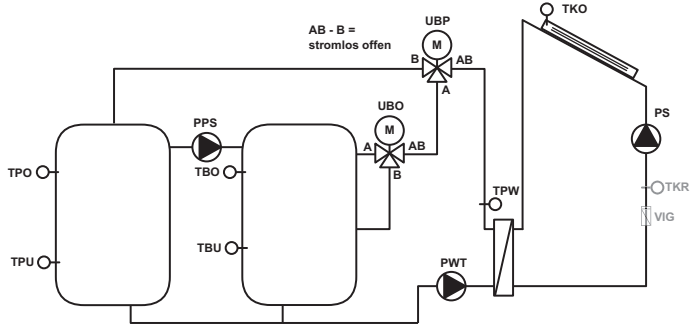 TKO
AB - B =
stromlos offen
UBP
M
B
AB
A
PPS
UBO
M
A
AB
B
PS
TPO
TBO
TPW
TKR
VIG
TPU
TBU
PWT